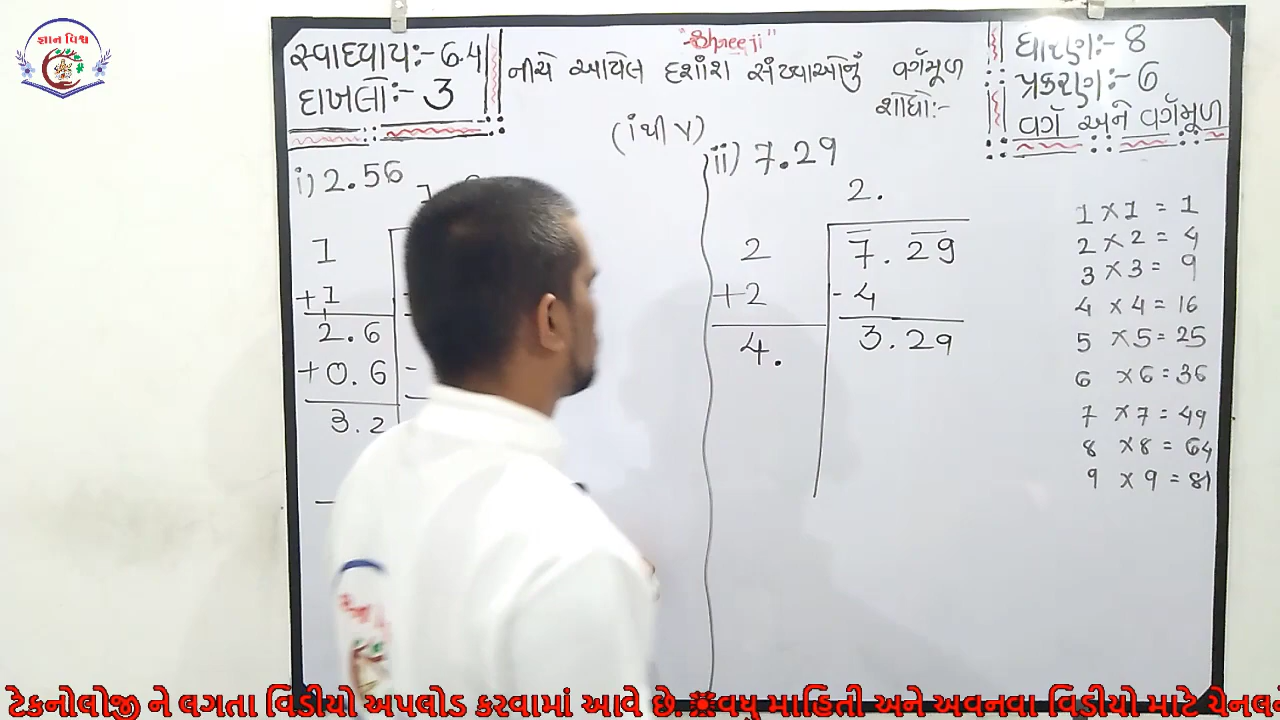 જ્ઞાન વિશ્વ
સ્વાધ્યાય:- 6.4
દાખલો:- 3
"Shreeji"
નીચે આપેલ દશાંશ સંખ્યાઓનું વર્ગમૂળ
શોધો:-
(i થી v)
ધોરણ:- 8
પ્રકરણ:- 6
વર્ગ અને વર્ગમૂળ
i) 2.56
1
+1
2.6
+0.6
3.2
ii) 7.29
2.
2
7.29
+2
-4
4.
3.29
1 × 1 = 1
2 × 2 = 4
3 × 3 = 9
4 × 4 = 16
5 × 5 = 25
6 × 6 = 36
7 × 7 = 49
8 × 8 = 64
9 × 9 = 81
ટેકનોલોજી ને લગતા વિડીયો અપલોડ કરવામાં આવે છે. વધુ માહિતી અને અવનવા વિડીયો માટે